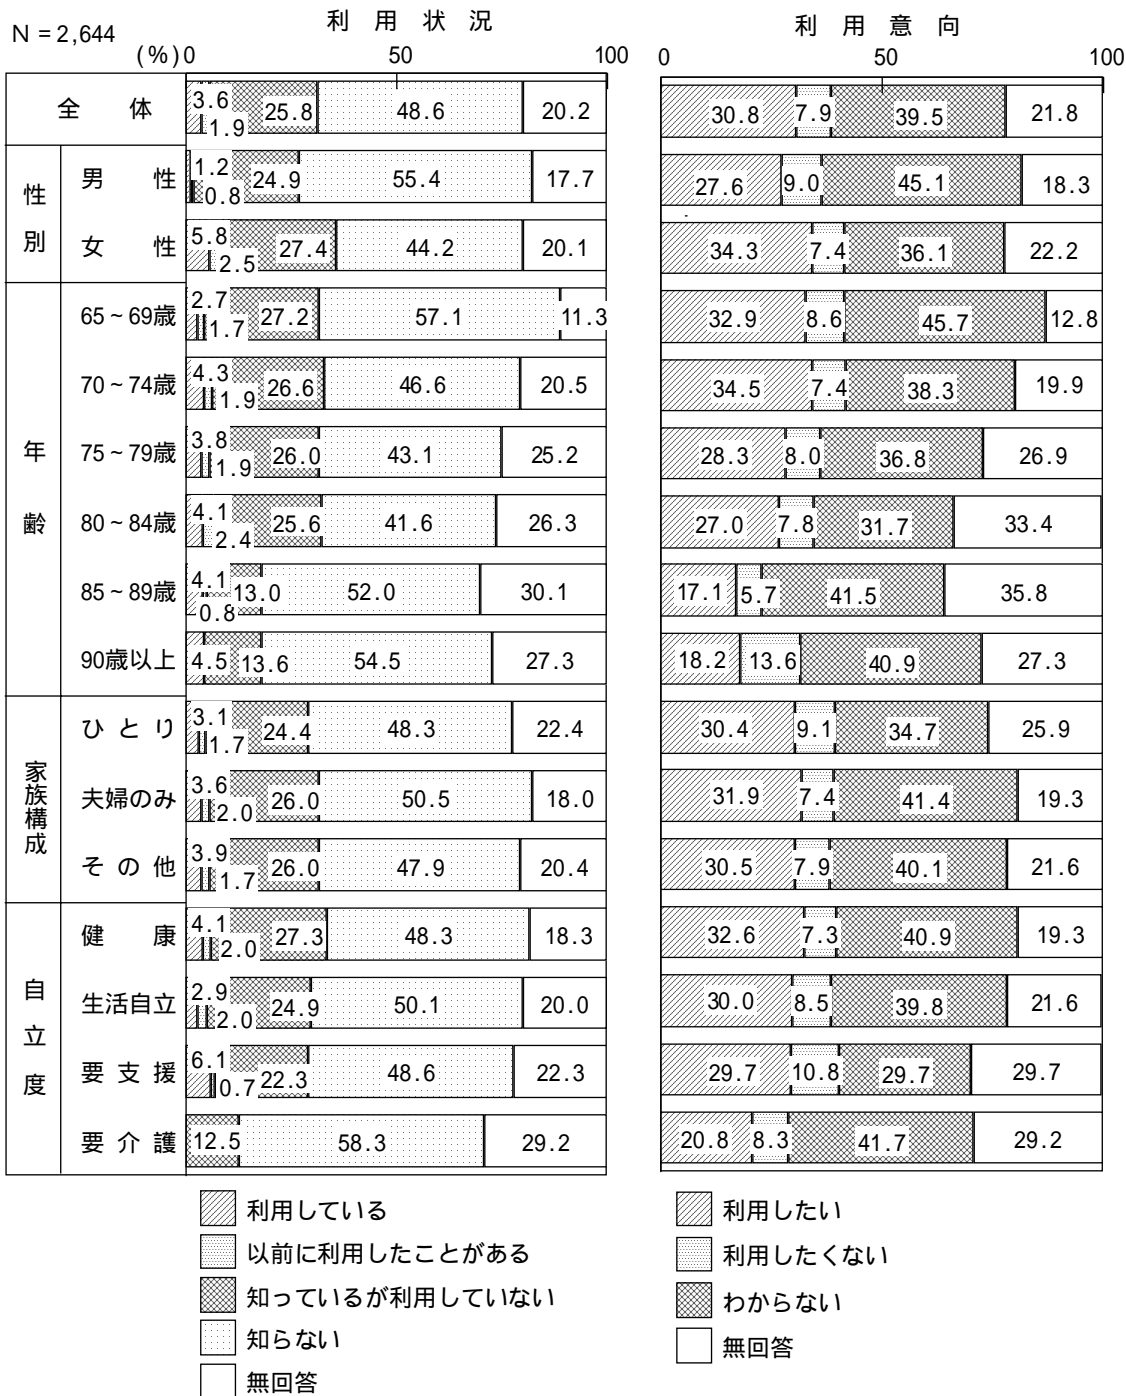 利用状況 利用意向
N=2,644
(%) 0 50 100 0 50 100
全体 3.6 1.9 25.8 48.6 20.2 30.8 7.9 39.5 21.8
性別
男性 1.2 0.8 24.9 55.4 17.7 27.6 9.0 45.1 18.3
女性 5.8 2.5 27.4 44.2 20.1 34.3 7.4 36.1 22.2
年齢
65~69歳 2.7 1.7 27.2 57.1 11.3 32.9 8.6 45.7 12.8
70~74歳 4.3 1.9 26.6 46.6 20.5 34.5 7.4 38.3 19.9
75~79歳 3.8 1.9 26.0 43.1 25.2 28.3 8.0 36.8 26.9
80~84歳 4.1 2.4 25.6 41.6 26.3 27.0 7.8 31.7 33.4
85~89歳 4.1 0.8 13.0 52.0 30.1 17.1 5.7 41.5 35.8
90歳以上 4.5 13.6 54.5 27.3 18.2 13.6 40.9 27.3
家族構成
ひとり 3.1 1.7 24.4 48.3 22.4 30.4 9.1 34.7 25.9
夫婦のみ 3.6 2.0 26.0 50.5 18.0 31.9 7.4 41.4 19.3
その他 3.9 1.7 26.0 47.9 20.4 30.5 7.9 40.1 21.6
自立度
健康 4.1 2.0 27.3 48.3 18.3 32.6 7.3 40.9 19.3
生活自立 2.9 2.0 24.9 50.1 20.0 30.0 8.5 39.8 21.6
要支援 6.1 0.7 22.3 48.6 22.3 29.7 10.8 29.7 29.7
要介護 12.5 58.3 29.2 20.8 8.3 41.7 29.2
利用している
以前に利用したことがある
知っているが利用していない
知らない
無回答
利用したい
利用したくない
わからない
無回答